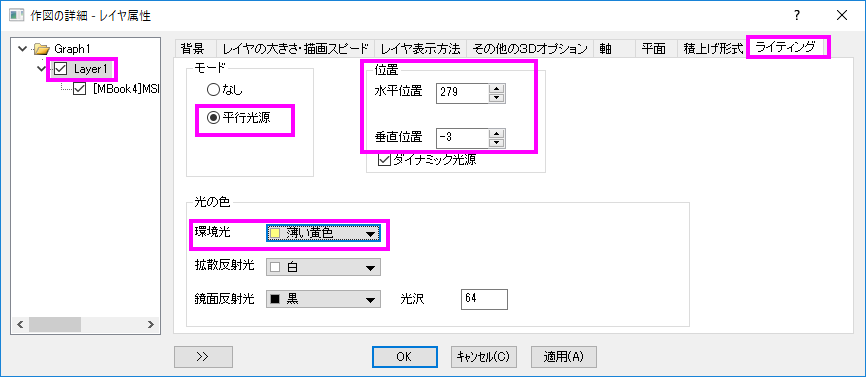 作図の詳細 - レイヤ属性
Graph1
Layer1
[MBook4]MSI
背景 レイヤの大きさ・描画スピード レイヤ表示方法 その他の3Dオプション 軸 平面 積上げ形式 ライティング
モード
なし
平行光源
位置
水平位置 279
垂直位置 -3
ダイナミック光源
光の色
環境光 薄い黄色
拡散反射光 白
鏡面反射光 黒 光沢 64
>> OK キャンセル(C) 適用(A)